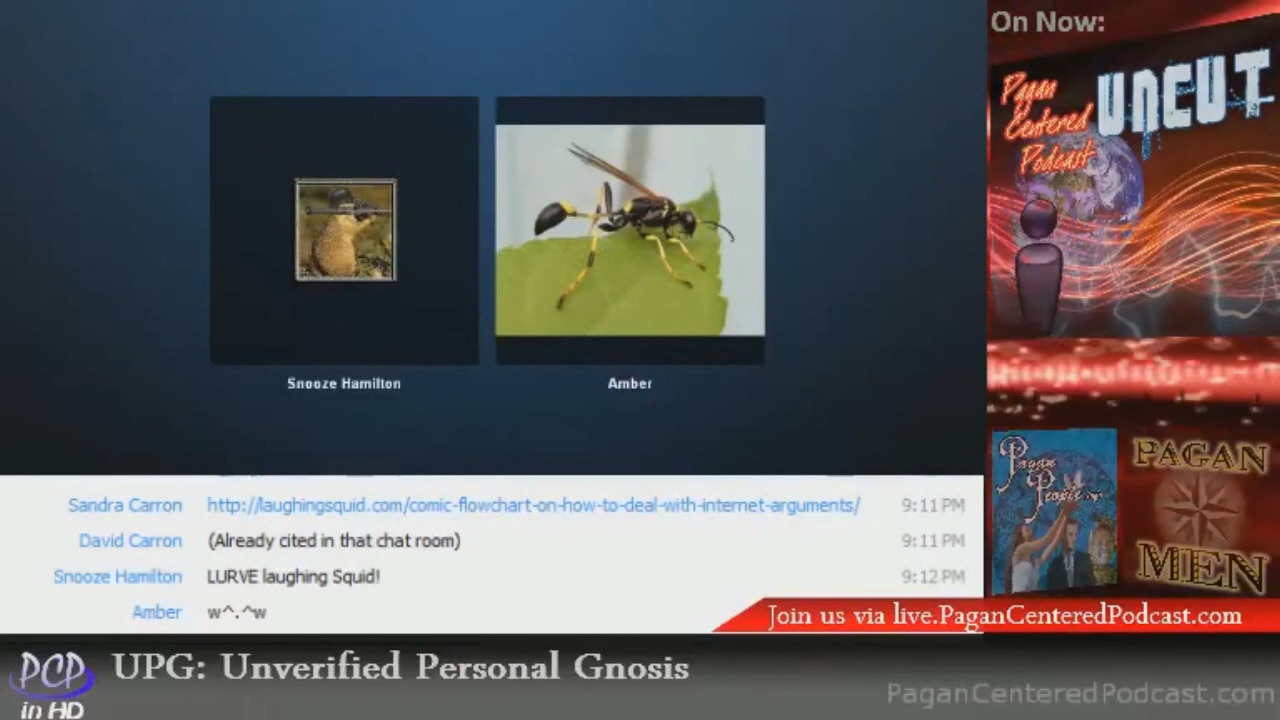 On Now:
Pagan
Centered
Podcast
UNCUT
Snooze Hamilton
Amber
Sandra Carron http://laughingsquid.com/comic-flowchart-on-how-to-deal-with-internet-arguments/ 9:11 PM
David Carron (Already cited in that chat room) 9:11 PM
Snooze Hamilton LURVE laughing Squid! 9:12 PM
Amber w^.^w
Pagan
People
PAGAN
MEN
Join us via live.PaganCenteredPodcast.com
PCP
in HD
UPG: Unverified Personal Gnosis
PaganCenteredPodcast.com